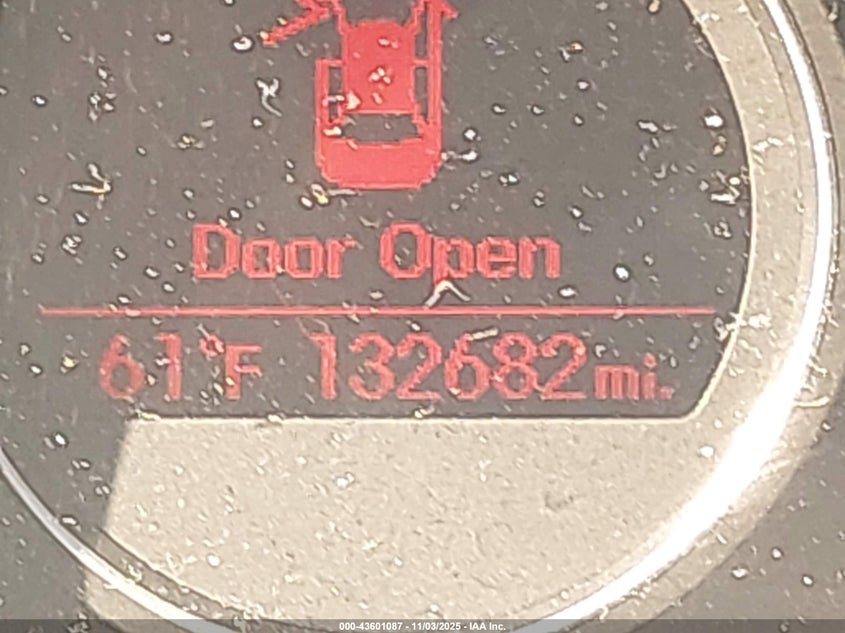 Door Open
61°F 132682mi.
000-43601087 - 11/03/2025 - IAA Inc.